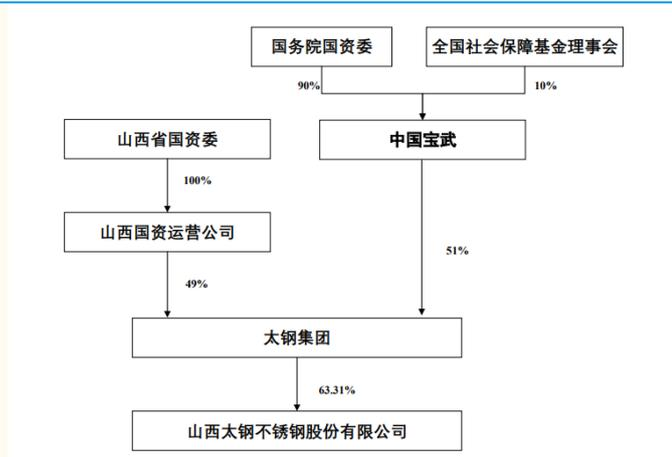 国务院国资委
全国社会保障基金理事会
90%
10%
山西省国资委
中国宝武
100%
山西国资运营公司
51%
49%
太钢集团
63.31%
山西太钢不锈钢股份有限公司